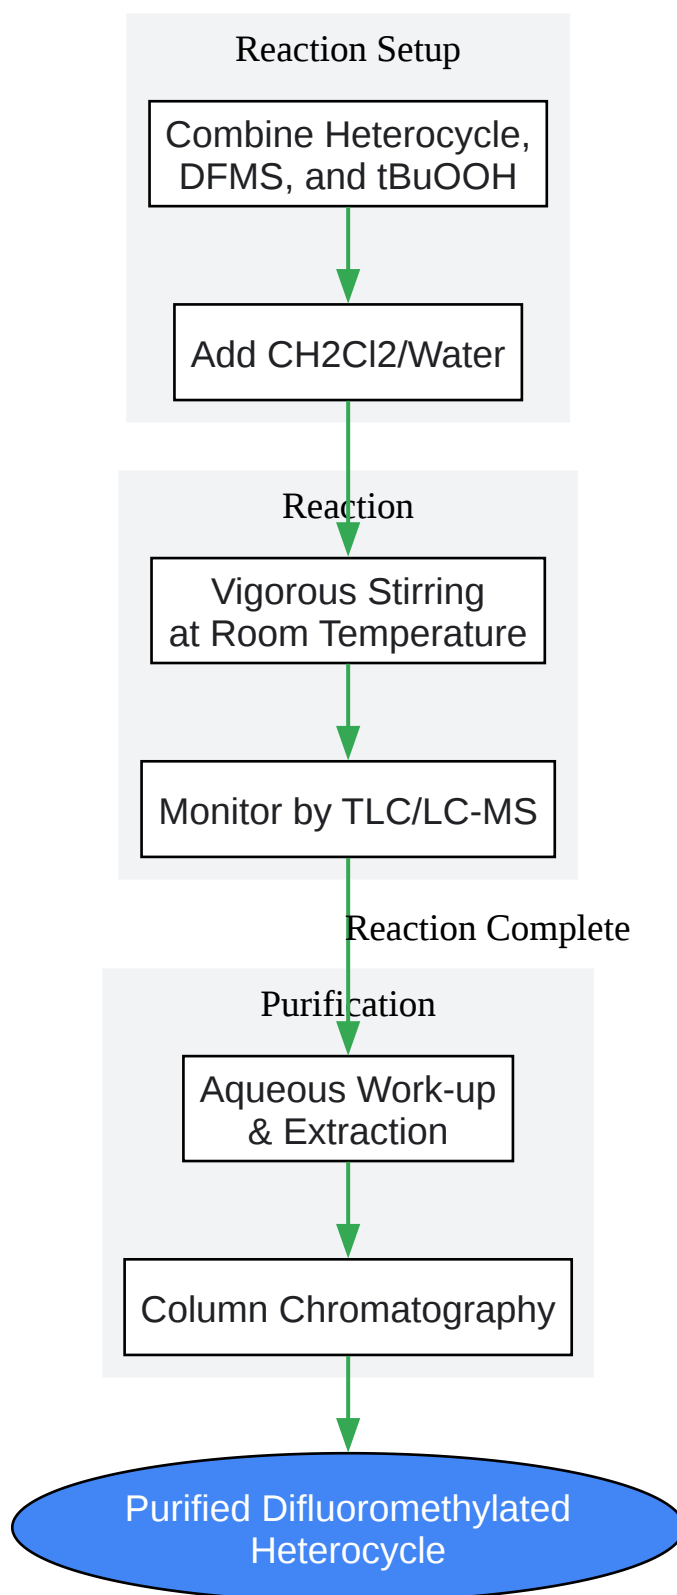 Reaction Setup
Combine Heterocycle,
DFMS, and tBuOOH
Add CH2Cl2/Water
Reaction
Vigorous Stirring
at Room Temperature
Monitor by TLC/LC-MS
Reaction Complete
Purification
Aqueous Work-up
& Extraction
Column Chromatography
Purified Difluoromethylated
Heterocycle